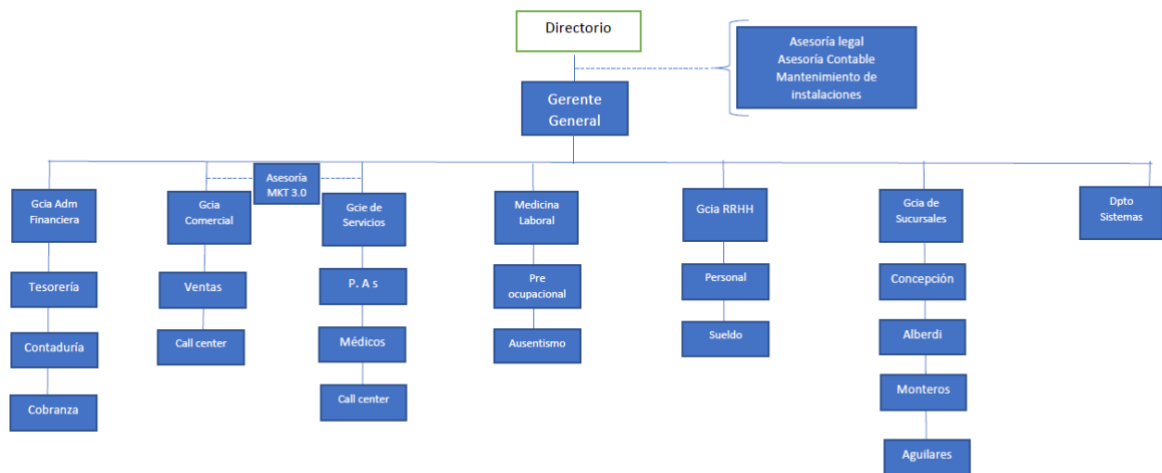 Directorio
Asesoría legal
Asesoría Contable
Mantenimiento de
instalaciones
Gerente
General
Asesoría
MKT 3.0
Gcia Adm
Financiera
Tesorería
Contaduría
Cobranza
Gcia
Comercial
Ventas
Call center
Gcie de
Servicios
P. A s
Médicos
Call center
Medicina
Laboral
Pre
ocupacional
Ausentismo
Gcia RRHH
Personal
Sueldo
Gcia de
Sucursales
Concepción
Alberdi
Monteros
Aguilares
Dpto
Sistemas